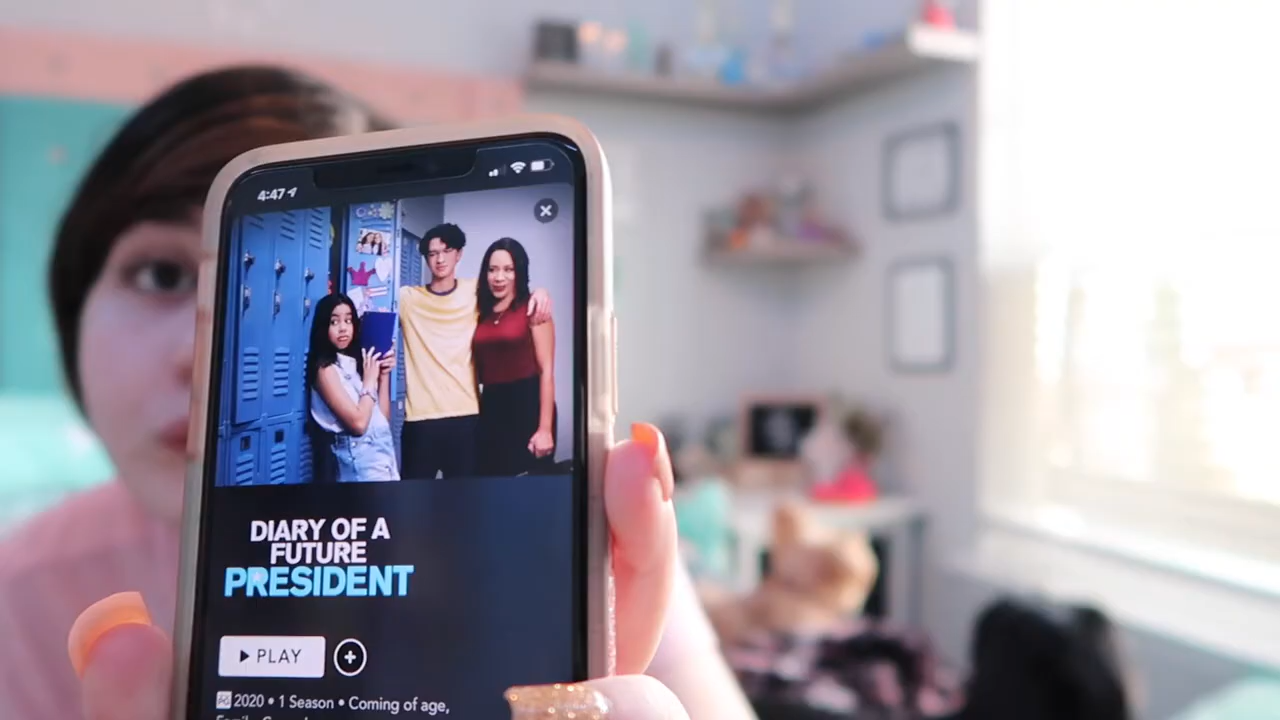 4:47
DIARY OF A
FUTURE
PRESIDENT
PLAY
2020 • 1 Season • Coming of age,